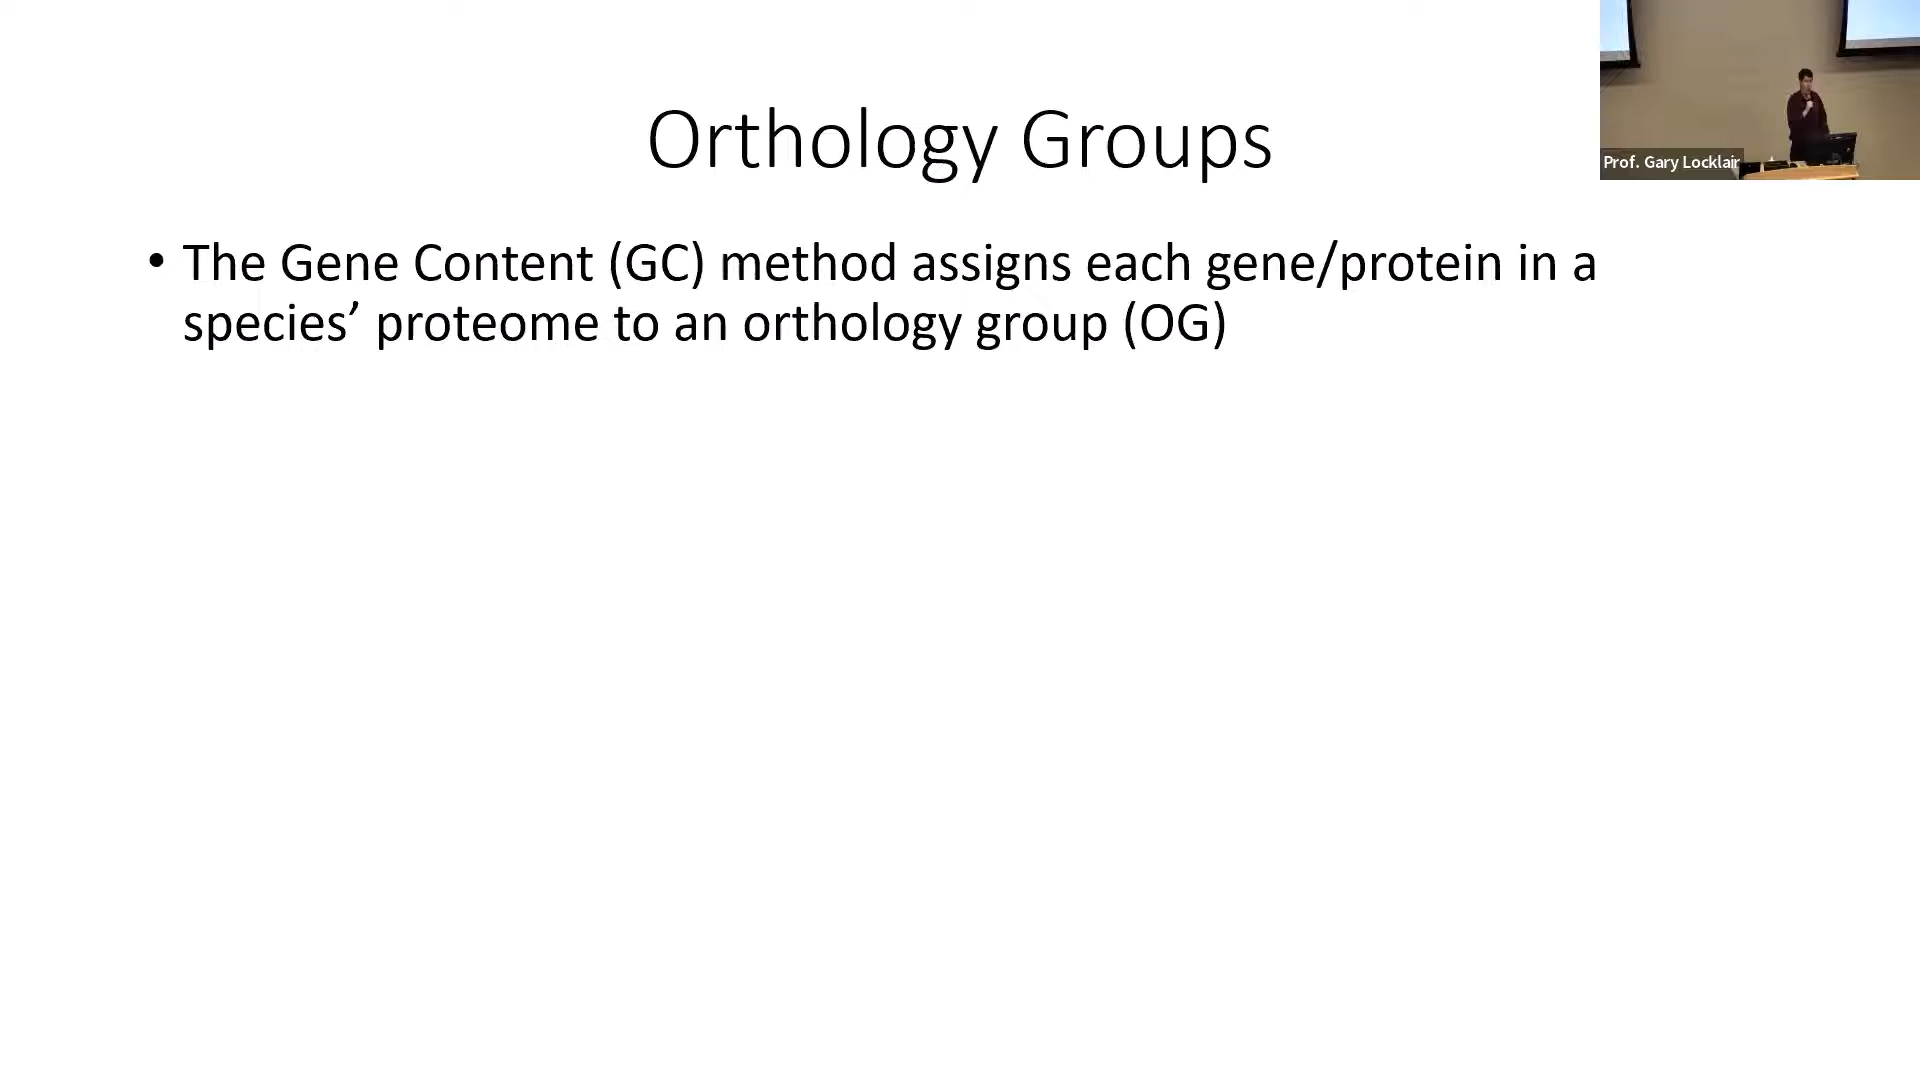 Orthology Groups
Prof. Gary Locklair
• The Gene Content (GC) method assigns each gene/protein in a
species’ proteome to an orthology group (OG)